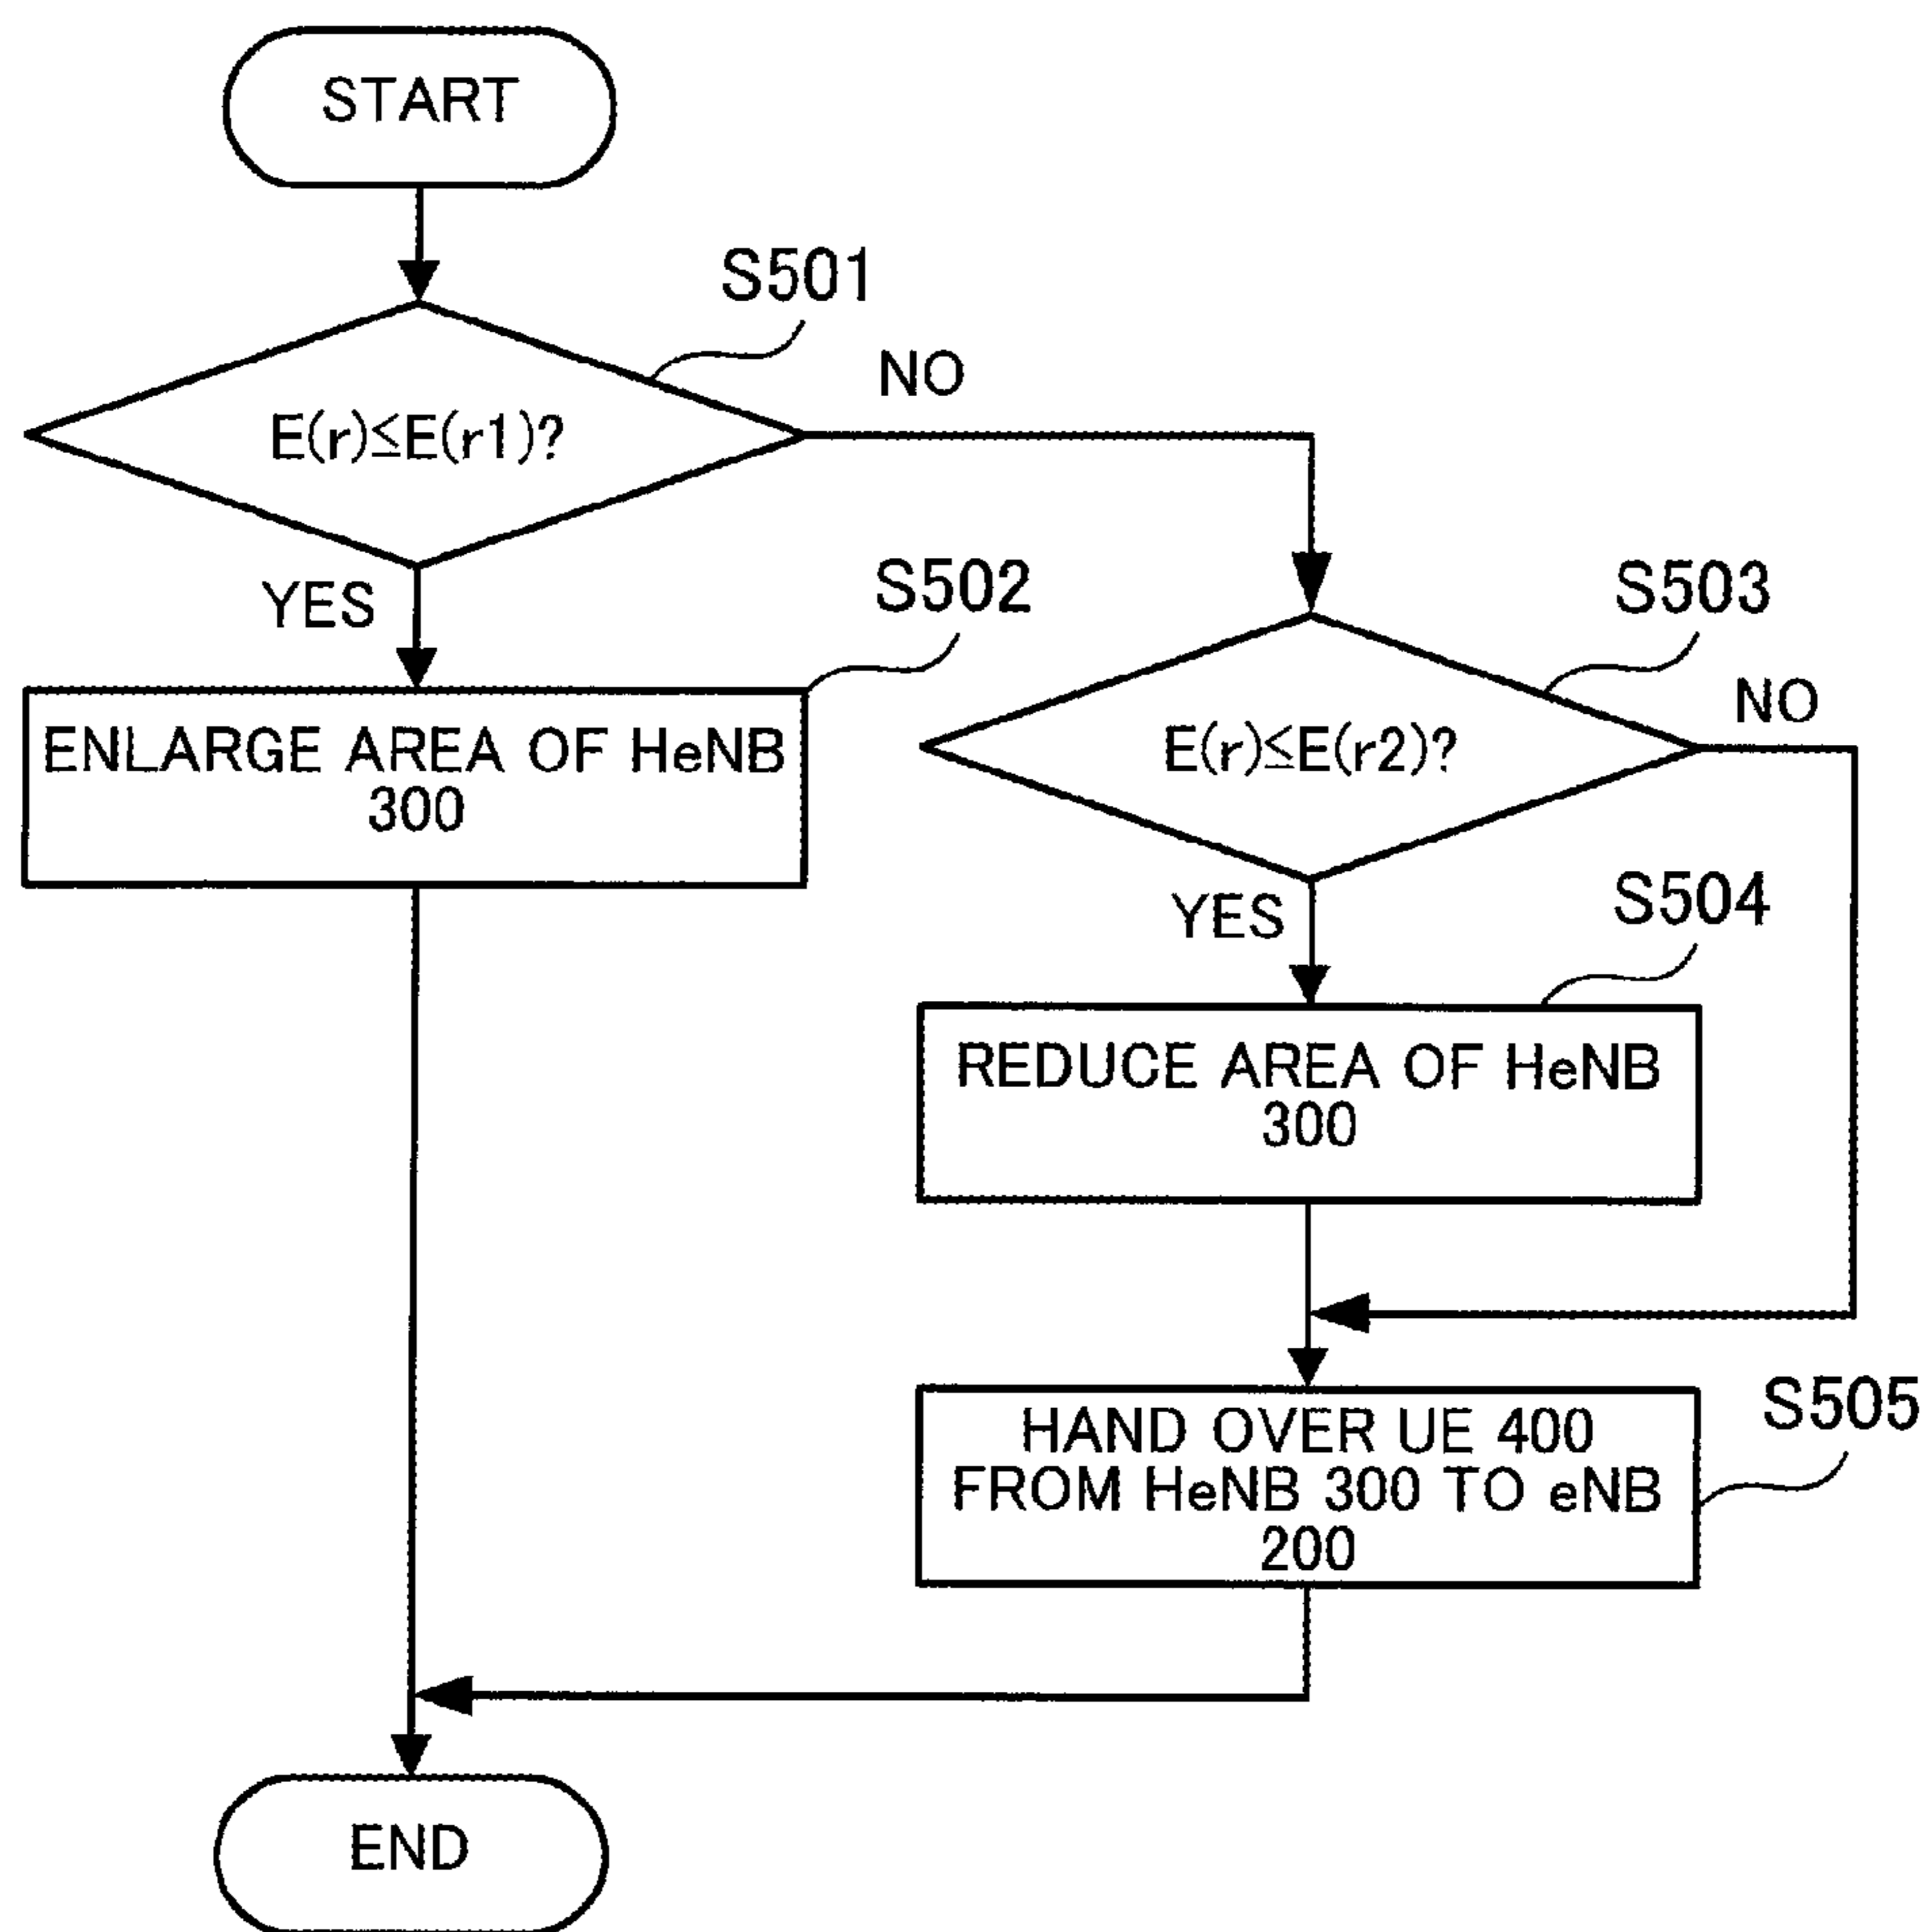 START
S501
NO
E(r)≦E(r1)?
YES
S502
ENLARGE AREA OF HeNB
300
S503
NO
E(r)≦E(r2)?
YES
S504
REDUCE AREA OF HeNB
300
S505
HAND OVER UE 400
FROM HeNB 300 TO eNB
200
END